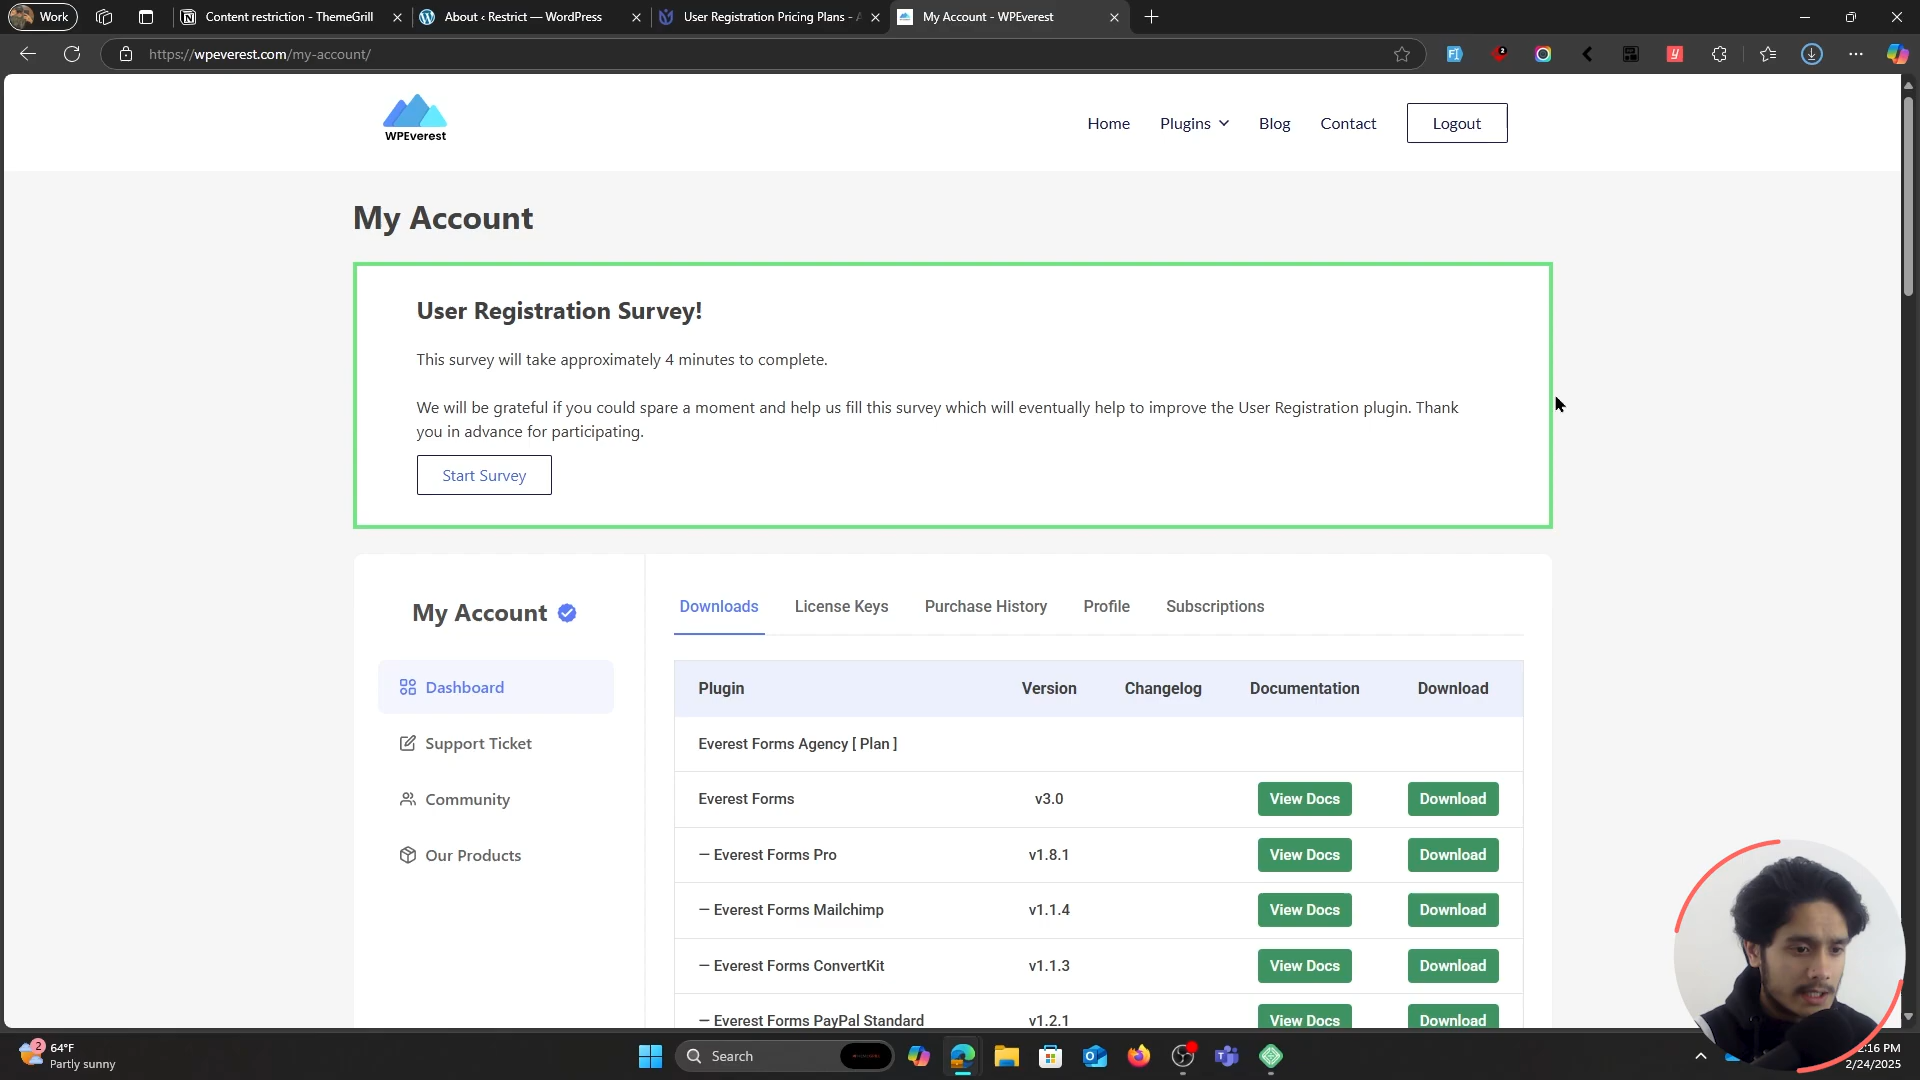 Work
Content restriction - ThemeGrill
About ‹ Restrict — WordPress
User Registration Pricing Plans - A
My Account - WPEverest
https://wpeverest.com/my-account/
WPEverest
Home
Plugins
Blog
Contact
Logout
My Account
User Registration Survey!
This survey will take approximately 4 minutes to complete.
We will be grateful if you could spare a moment and help us fill this survey which will eventually help to improve the User Registration plugin. Thank
you in advance for participating.
Start Survey
My Account
Dashboard
Support Ticket
Community
Our Products
Downloads
License Keys
Purchase History
Profile
Subscriptions
Plugin Version Changelog Documentation Download
Everest Forms Agency [ Plan ]
Everest Forms v3.0 View Docs Download
— Everest Forms Pro v1.8.1 View Docs Download
— Everest Forms Mailchimp v1.1.4 View Docs Download
— Everest Forms ConvertKit v1.1.3 View Docs Download
— Everest Forms PayPal Standard v1.2.1 View Docs Download
2
64°F
Partly sunny
Search
:16 PM
2/24/2025